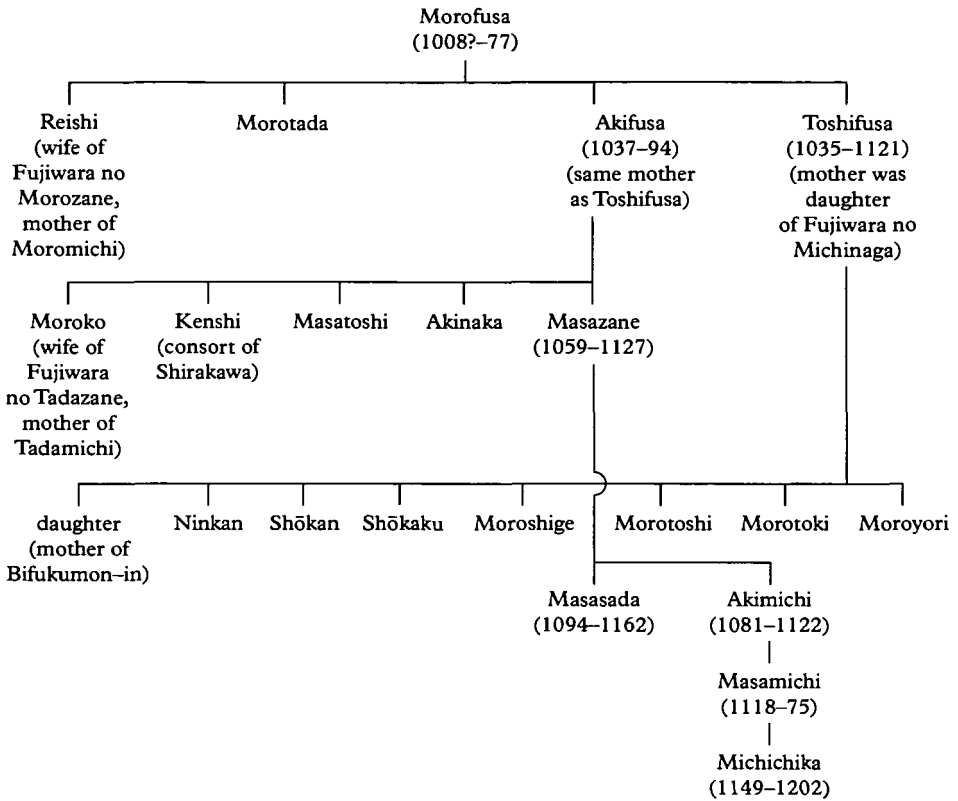 Morofusa
(1008?–77)
Reishi
(wife of
Fujiwara no
Morozane,
mother of
Moromichi)
Morotada
Akifusa
(1037–94)
(same mother
as Toshifusa)
Toshifusa
(1035–1121)
(mother was
daughter
of Fujiwara no
Michinaga)
Moroko
(wife of
Fujiwara
no Tadazane,
mother of
Tadamichi)
Kenshi
(consort of
Shirakawa)
Masatoshi
Akinaka
Masazane
(1059–1127)
daughter
(mother of
Bifukumon–in)
Ninkan
Shōkan
Shōkaku
Moroshige
Morotoshi
Morotoki
Moroyori
Masasada
(1094–1162)
Akimichi
(1081–1122)
Masamichi
(1118–75)
Michichika
(1149–1202)